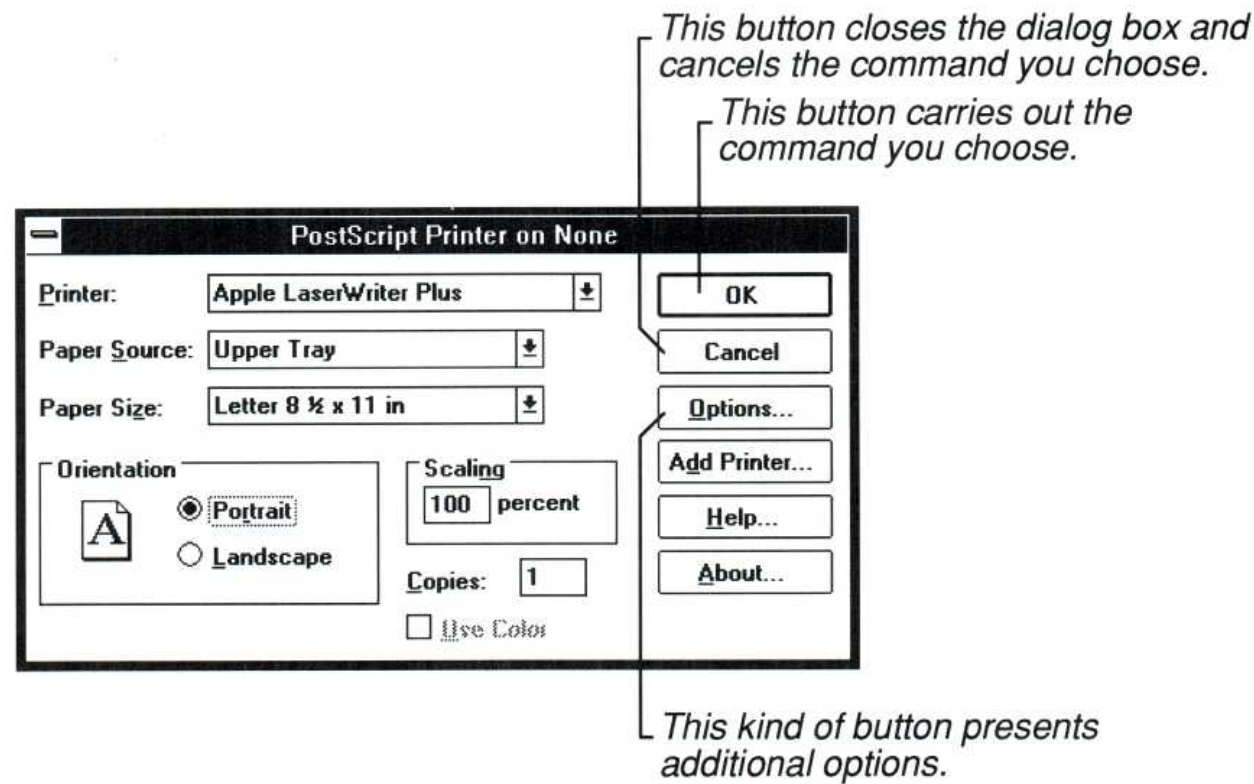 This button closes the dialog box and
cancels the command you choose.
This button carries out the
command you choose.
PostScript Printer on None
Printer: Apple LaserWriter Plus
OK
Paper Source: Upper Tray
Cancel
Paper Size: Letter 8 ½ x 11 in
Options...
Orientation
Scaling
Add Printer...
A
Portrait
100 percent
Help...
Landscape
Copies: 1
About...
Use Color
This kind of button presents
additional options.